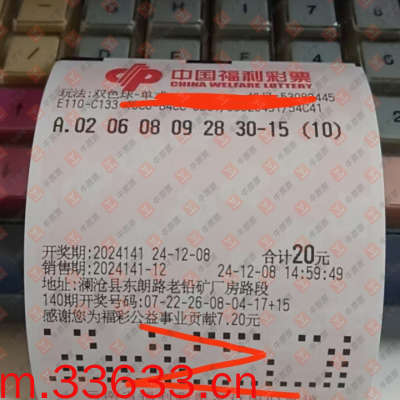 中国福利彩票
CHINA WELFARE LOTTERY
玩法:双色球-单式
E110-C133-
A.02 06 08 09 28 30-15 (10)
开奖期:2024141 24-12-08 合计20元
销售期:2024141-12 24-12-08 14:59:49
地址:澜沧县东朗路老铅矿厂房路段
140期开奖号码:07-22-26-08-04-17+15
感谢您为福彩公益事业贡献7.20元
m.33633.cn